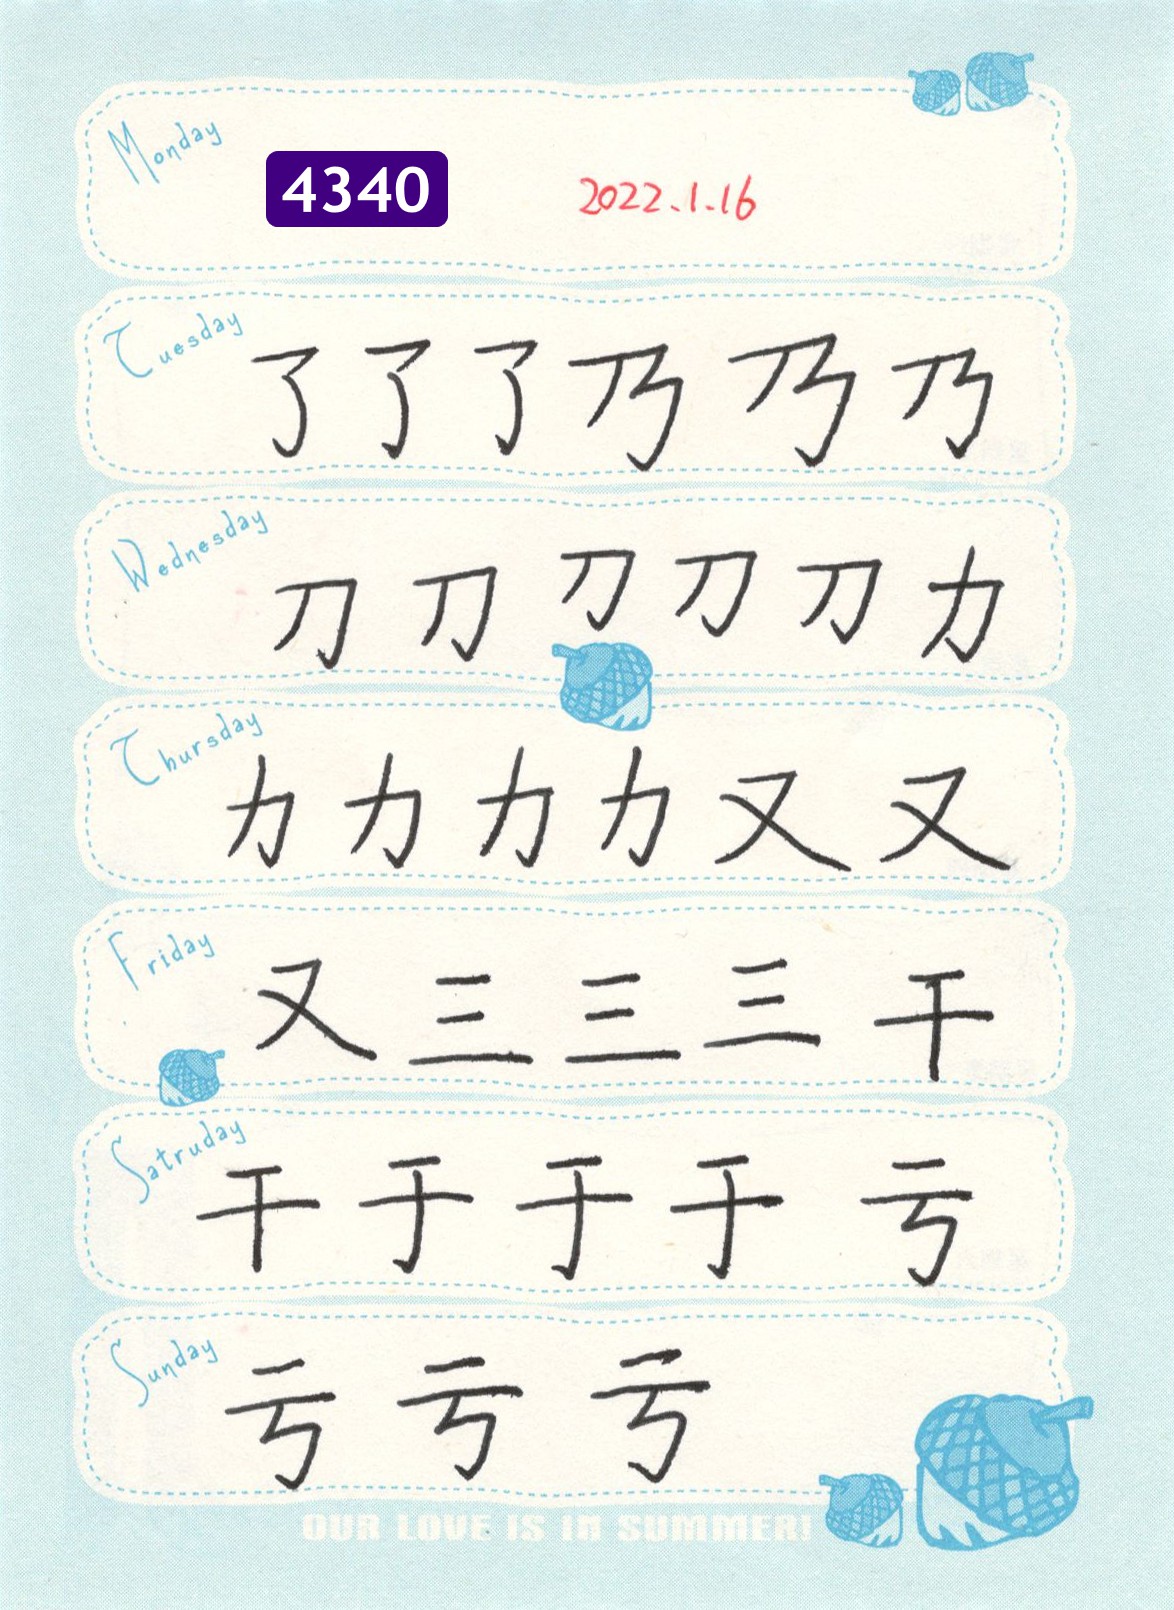 Monday
4340 2022.1.16
Tuesday
了了了乃乃乃
Wednesday
刀刀刀刀刀力
Thursday
力力力力又又
Friday
又三三三干
Satruday
干于于于亏
Sunday
亏亏亏
OUR LOVE IS IN SUMMER!